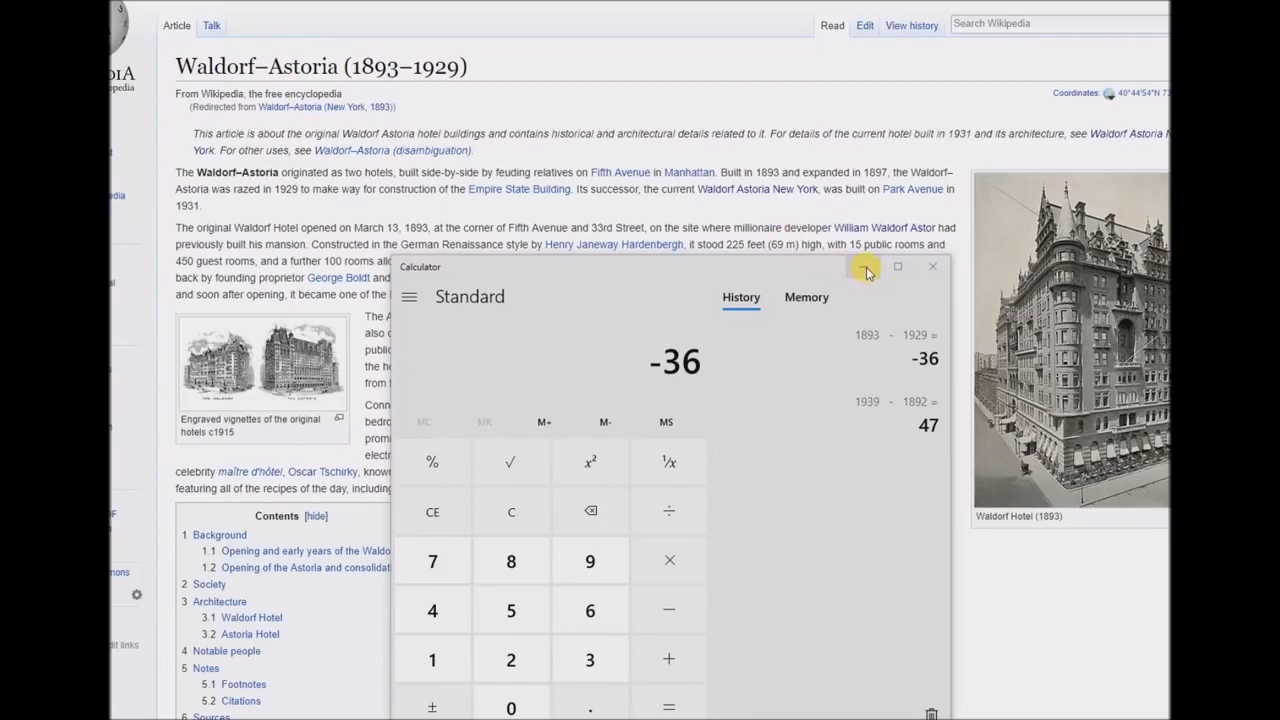 Article Talk Read Edit View history Search Wikipedia
Waldorf–Astoria (1893–1929)
From Wikipedia, the free encyclopedia
(Redirected from Waldorf–Astoria (New York, 1893))
Coordinates: 40°44′54″N
This article is about the original Waldorf Astoria hotel buildings and contains historical and architectural details related to it. For details of the current hotel built in 1931 and its architecture, see Waldorf Astoria
York. For other uses, see Waldorf–Astoria (disambiguation).
The Waldorf–Astoria originated as two hotels, built side-by-side by feuding relatives on Fifth Avenue in Manhattan. Built in 1893 and expanded in 1897, the Waldorf–
Astoria was razed in 1929 to make way for construction of the Empire State Building. Its successor, the current Waldorf Astoria New York, was built on Park Avenue in
1931.
The original Waldorf Hotel opened on March 13, 1893, at the corner of Fifth Avenue and 33rd Street, on the site where millionaire developer William Waldorf Astor had
previously built his mansion. Constructed in the German Renaissance style by Henry Janeway Hardenbergh, it stood 225 feet (69 m) high, with 15 public rooms and
450 guest rooms, and a further 100 rooms
back by founding proprietor George Boldt and
and soon after opening, it became one of the
The
also
the
from
Engraved vignettes of the original
hotels c1915
celebrity maître d'hôtel, Oscar Tschirky,
featuring all of the recipes of the day, including
Contents [hide]
1 Background
1.1 Opening and early years of the
1.2 Opening of the Astoria and
2 Society
3 Architecture
3.1 Waldorf Hotel
3.2 Astoria Hotel
4 Notable people
5 Notes
5.1 Footnotes
5.2 Citations
6 Sources
Waldorf Hotel (1893)
Calculator
Standard
History Memory
-36
1893 - 1929 =
-36
1939 - 1892 =
47
MC MR M+ M- MS
% √ x² ¹/x
CE C ÷
7 8 9 ×
4 5 6 −
1 2 3 +
± 0 . =